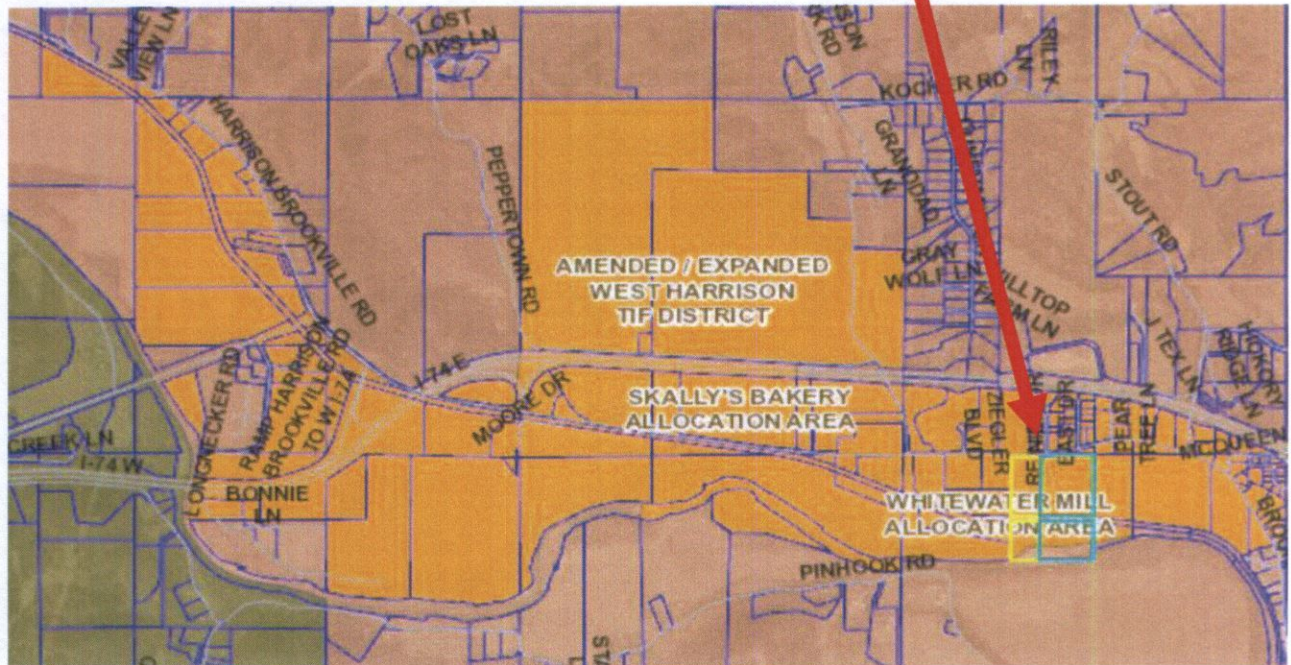 LOST
OAKS LN
VALLEY
VIEW LN
RILEY
LN
KOCHER RD
HARRISON BROOKVILLE RD
PEPPERTOWN RD
GRANDDAD
LN
STOUT RD
AMENDED / EXPANDED
WEST HARRISON
TIF DISTRICT
GRAY
WOLF LN
HILLTOP
FARM LN
J TEX LN
HICKORY
RIDGE LN
I-74 E
MOORE DR
SKALLY'S BAKERY
ALLOCATION AREA
ZIEGLER
BLVD
EAST DR
PEAR
TREE LN
MCQUEEN
LONGNECKER RD
RAMP HARRISON
BROOKVILLE RD
TO W I-74
CREEK LN
I-74 W
BONNIE
LN
WHITEWATER MILL
ALLOCATION AREA
PINHOOK RD